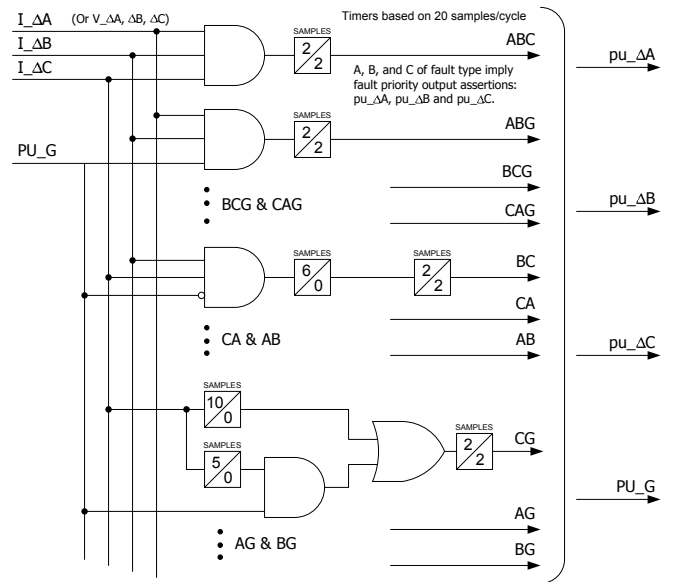 I_ΔA (Or V_ΔA, ΔB, ΔC)
Timers based on 20 samples/cycle
I_ΔB
I_ΔC
PU_G
SAMPLES
2
2
ABC
A, B, and C of fault type imply
fault priority output assertions:
pu_ΔA, pu_ΔB and pu_ΔC.
SAMPLES
2
2
ABG
BCG & CAG
BCG
CAG
SAMPLES
6
0
SAMPLES
2
2
BC
CA & AB
CA
AB
SAMPLES
10
0
SAMPLES
5
0
SAMPLES
2
2
CG
AG & BG
AG
BG
pu_ΔA
pu_ΔB
pu_ΔC
PU_G